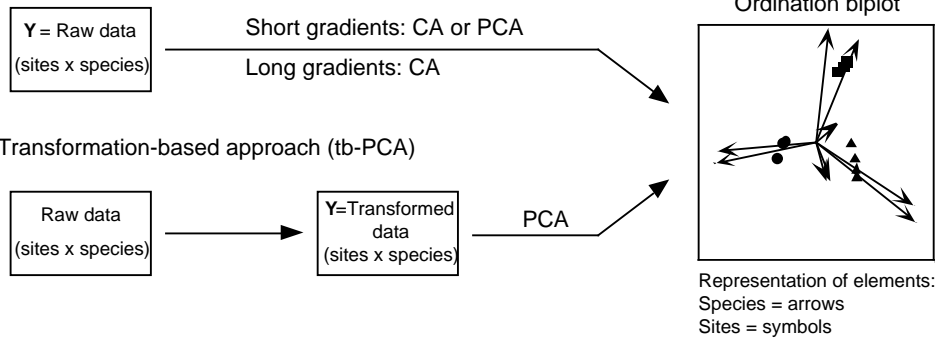 Ordination biplot
Y = Raw data
(sites x species)
Short gradients: CA or PCA
Long gradients: CA
Transformation-based approach (tb-PCA)
Raw data
(sites x species)
Y=Transformed
data
(sites x species)
PCA
Representation of elements:
Species = arrows
Sites = symbols